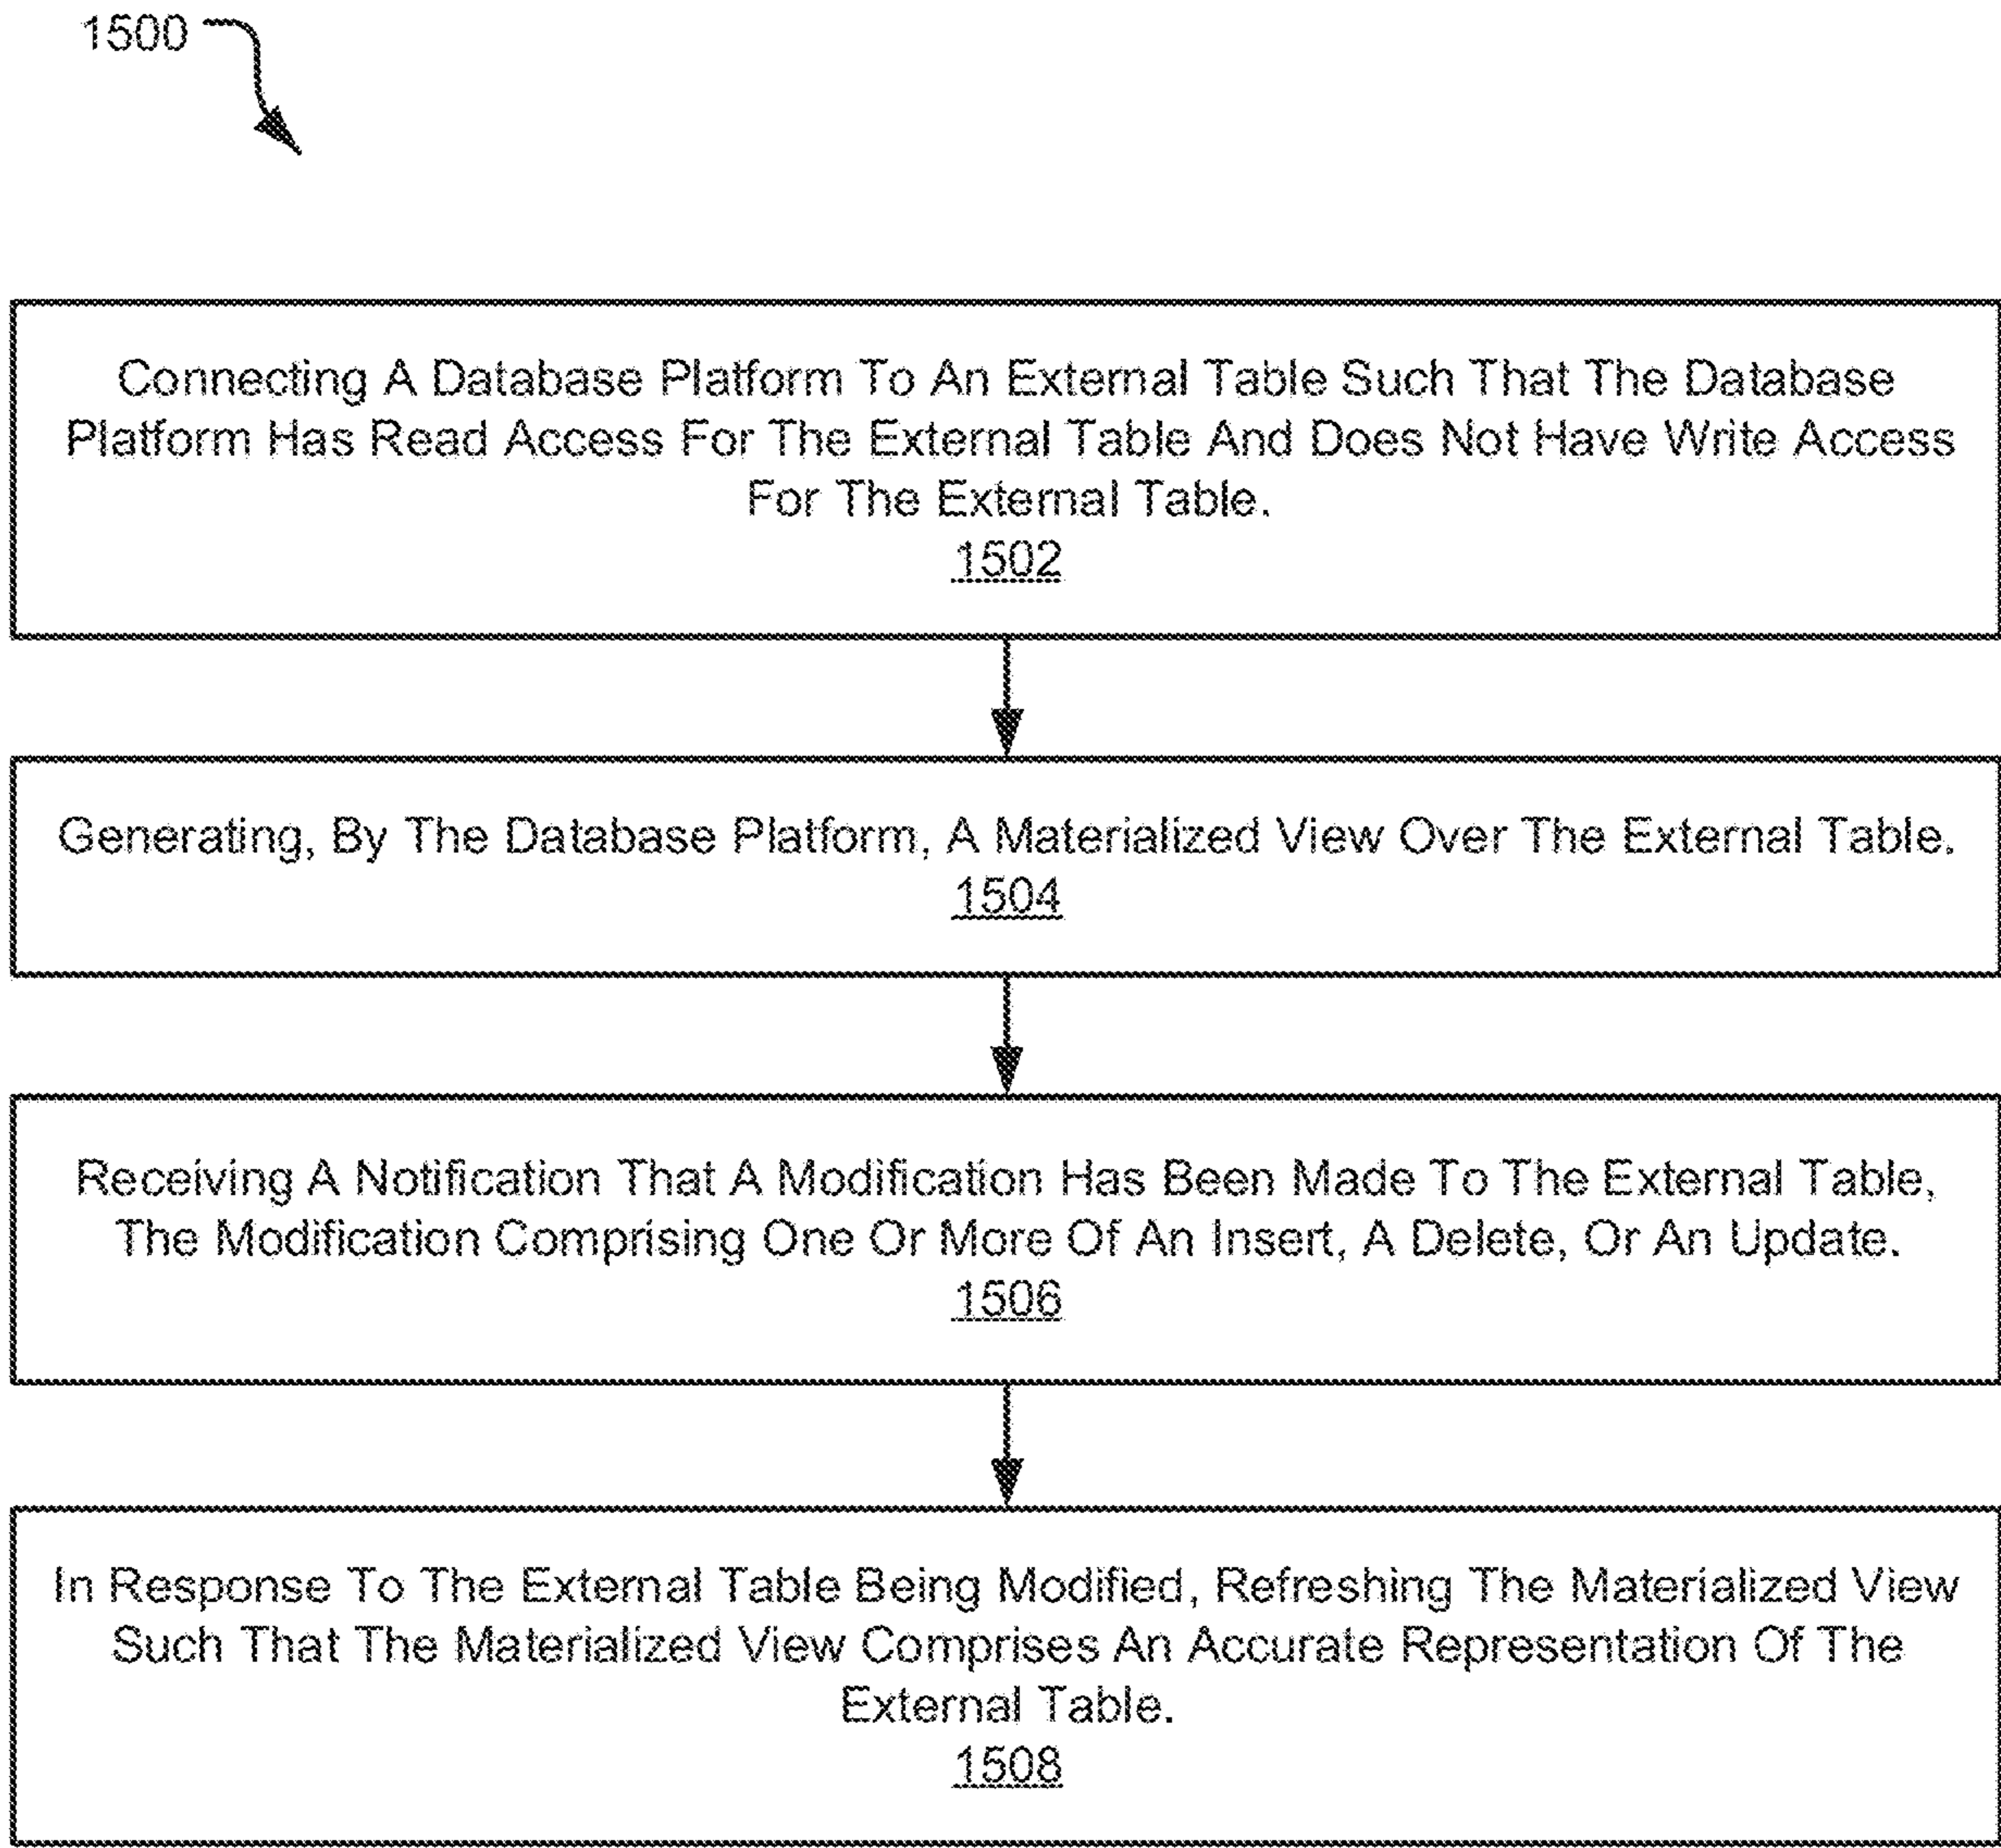 1500
Connecting A Database Platform To An External Table Such That The Database
Platform Has Read Access For The External Table And Does Not Have Write Access
For The External Table.
1502
Generating, By The Database Platform, A Materialized View Over The External Table.
1504
Receiving A Notification That A Modification Has Been Made To The External Table,
The Modification Comprising One Or More Of An Insert, A Delete, Or An Update.
1506
In Response To The External Table Being Modified, Refreshing The Materialized View
Such That The Materialized View Comprises An Accurate Representation Of The
External Table.
1508